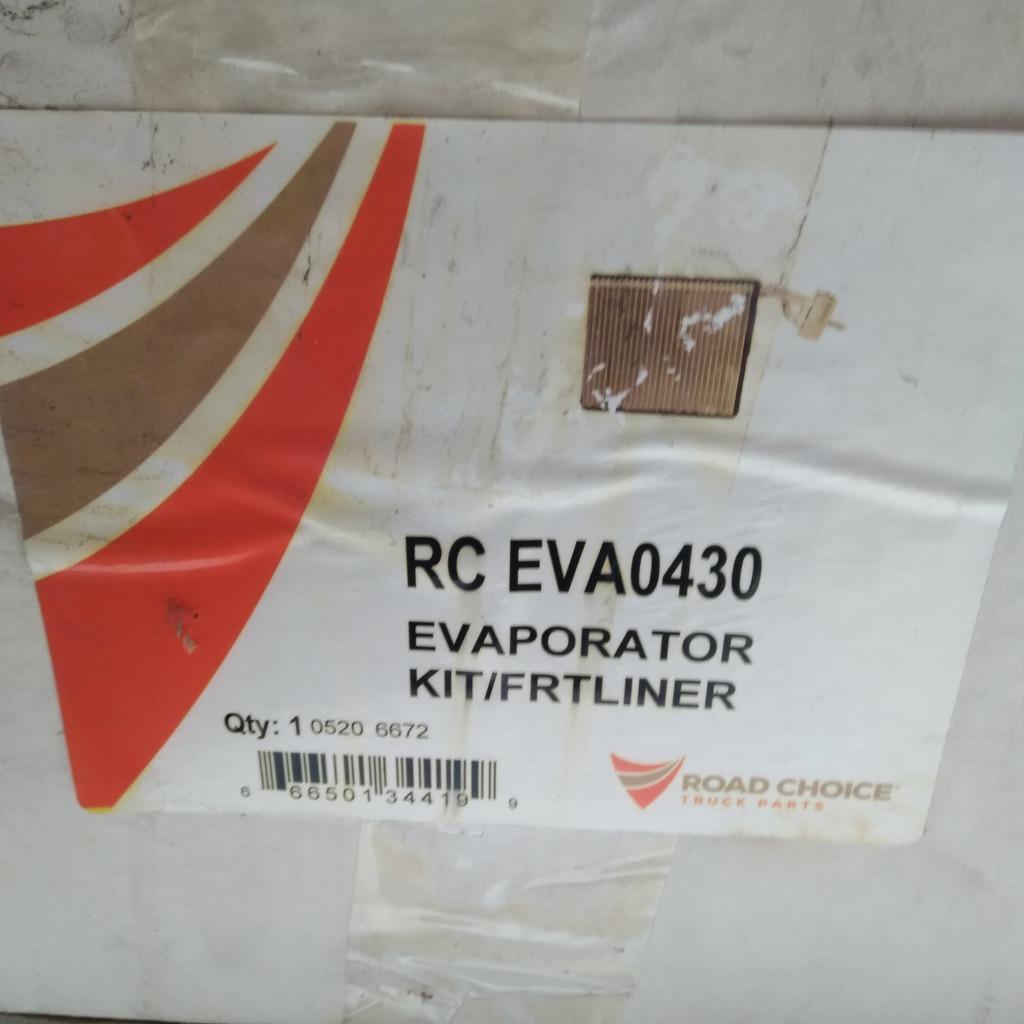 RC EVA0430
EVAPORATOR
KIT/FRTLINER
Qty: 1 0520 6672
6 66501 34419 9
ROAD CHOICE
TRUCK PARTS